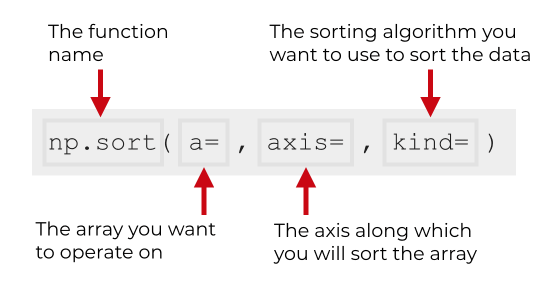 The function
name
The sorting algorithm you
want to use to sort the data
np.sort( a= , axis= , kind= )
The array you want
to operate on
The axis along which
you will sort the array